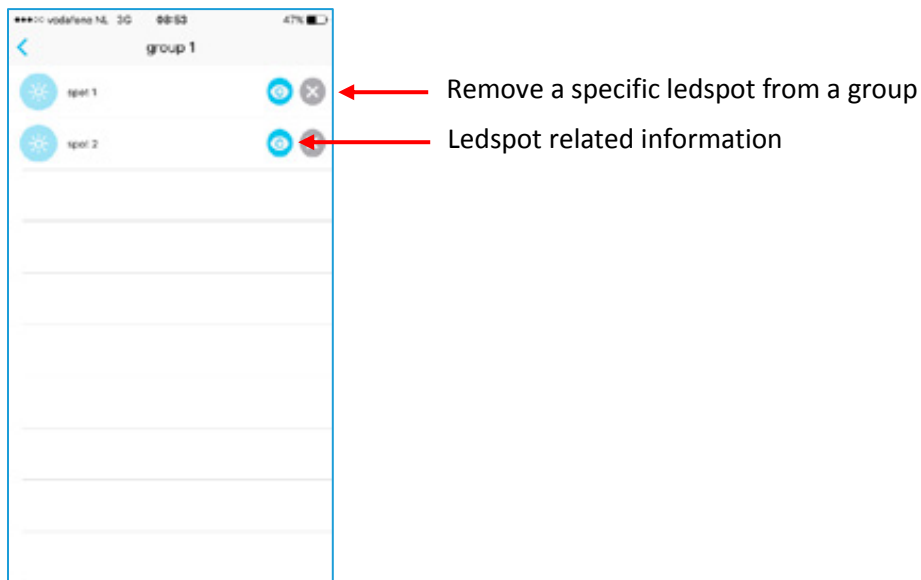 vodafone NL 3G 08:53 47%
group 1
spot 1
Remove a specific ledspot from a group
spot 2
Ledspot related information